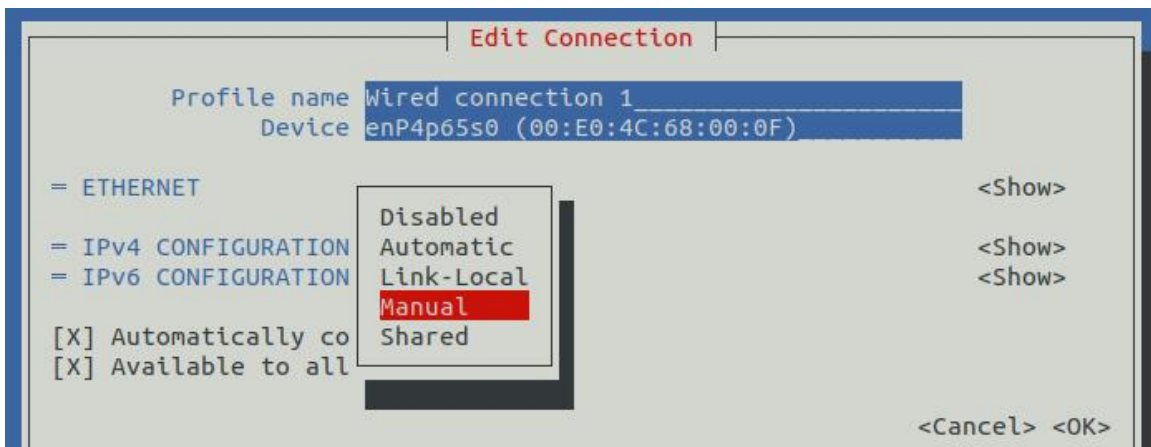 Edit Connection
Profile name Wired connection 1
Device enP4p65s0 (00:E0:4C:68:00:0F)
= ETHERNET <Show>
Disabled
= IPv4 CONFIGURATION Automatic <Show>
= IPv6 CONFIGURATION Link-Local <Show>
Manual
[X] Automatically co Shared
[X] Available to all
<Cancel> <OK>